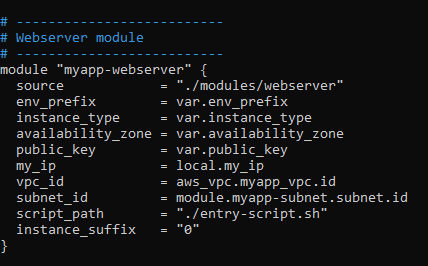 # --------------------------
# Webserver module
# --------------------------
module "myapp-webserver" {
  source            = "./modules/webserver"
  env_prefix        = var.env_prefix
  instance_type     = var.instance_type
  availability_zone = var.availability_zone
  public_key        = var.public_key
  my_ip             = local.my_ip
  vpc_id            = aws_vpc.myapp_vpc.id
  subnet_id         = module.myapp-subnet.subnet.id
  script_path       = "./entry-script.sh"
  instance_suffix   = "0"
}